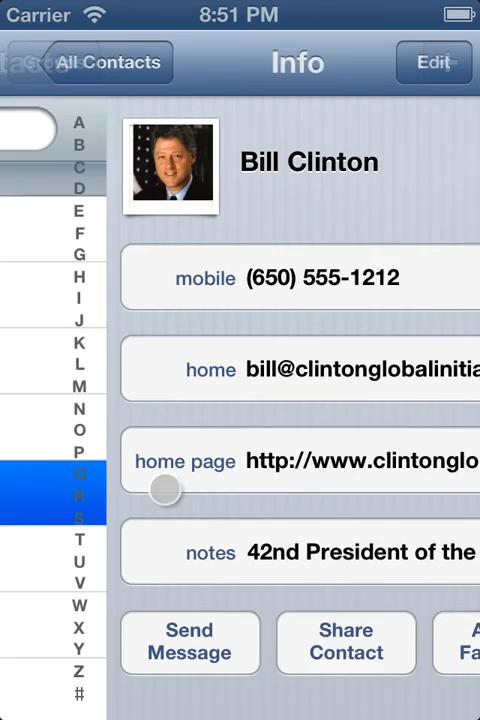 Carrier 8:51 PM
All Contacts Info Edit
A
B
C
D
E
F
G
H
I
J
K
L
M
N
O
P
Q
R
S
T
U
V
W
X
Y
Z
#
Bill Clinton
mobile (650) 555-1212
home bill@clintonglobalinitia
home page http://www.clintonglo
notes 42nd President of the
Send Message
Share Contact
A
Fa